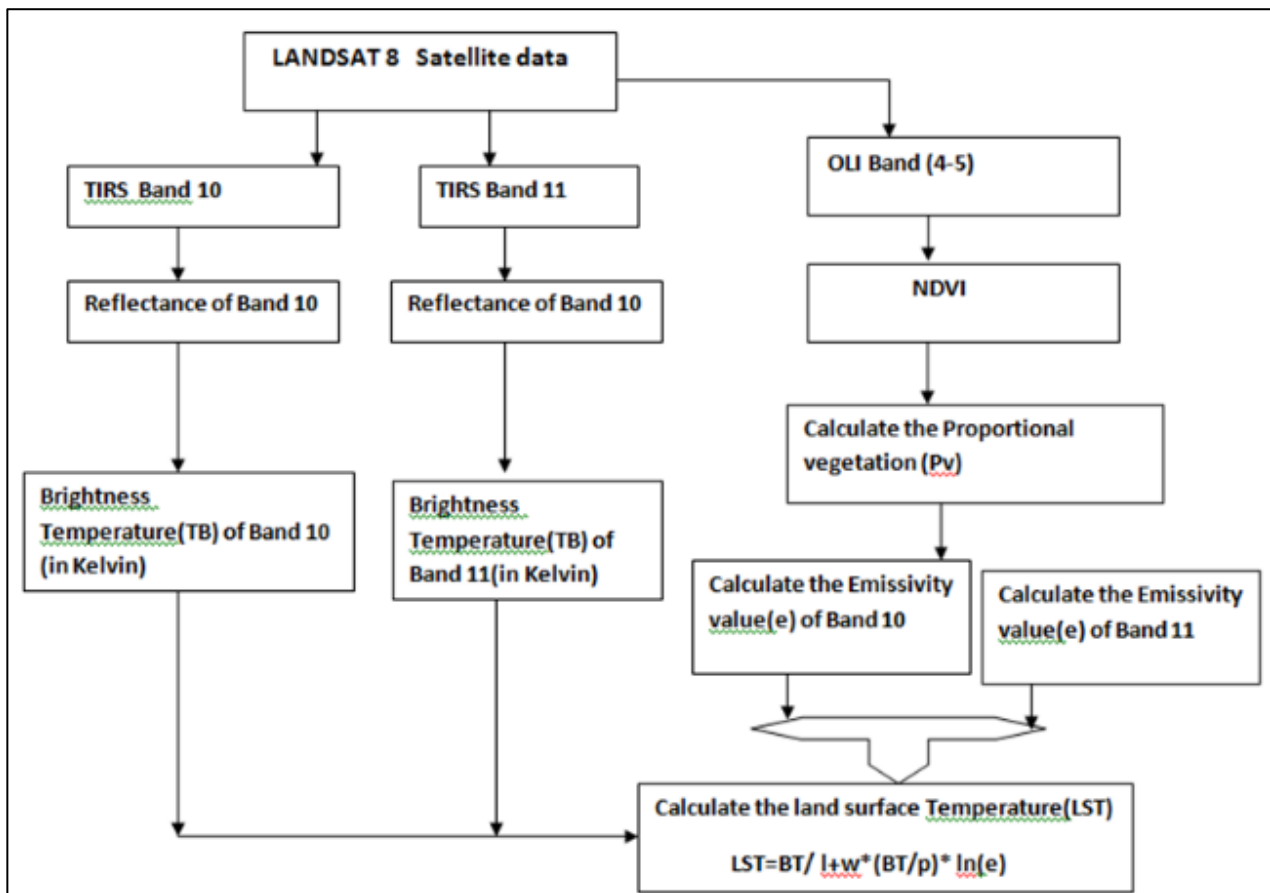 LANDSAT 8 Satellite data
TIRS Band 10
TIRS Band 11
OLI Band (4-5)
Reflectance of Band 10
Reflectance of Band 10
NDVI
Calculate the Proportional
vegetation (Pv)
Brightness
Temperature(TB) of Band 10
(in Kelvin)
Brightness
Temperature(TB) of
Band 11(in Kelvin)
Calculate the Emissivity
value(e) of Band 10
Calculate the Emissivity
value(e) of Band 11
Calculate the land surface Temperature(LST)
LST=BT/ l+w*(BT/p)* ln(e)